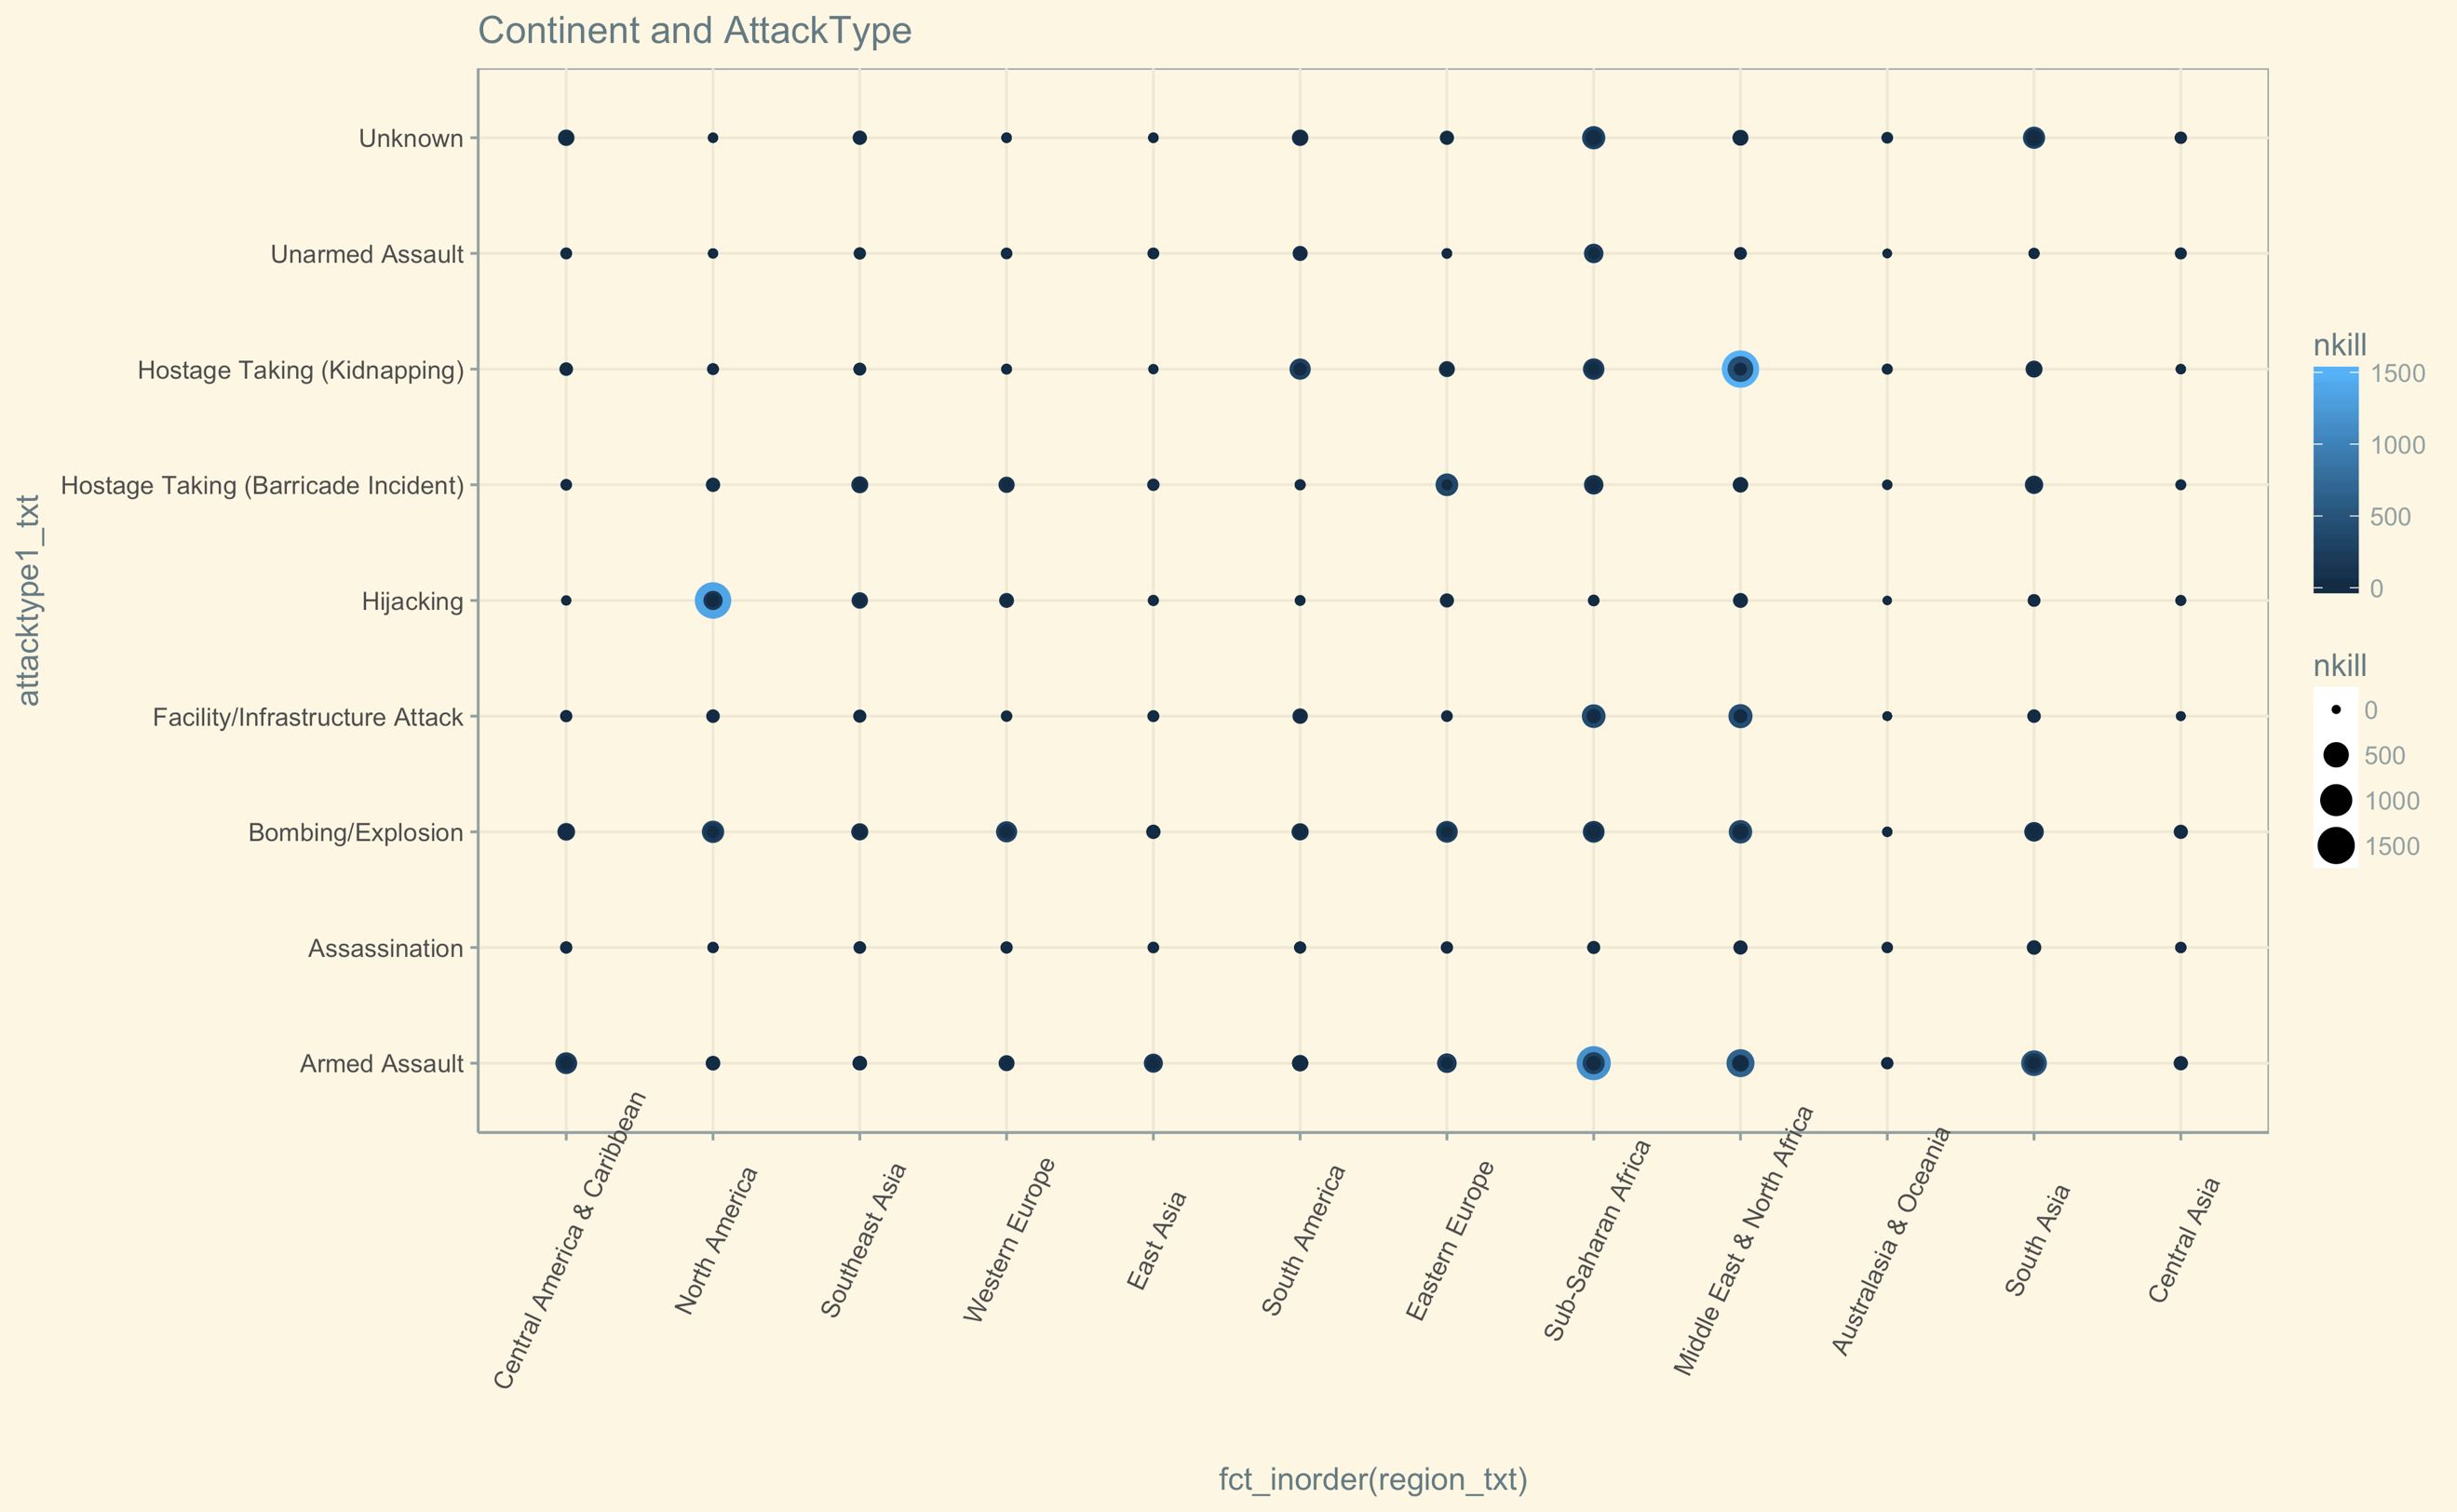 Continent and AttackType
attacktype1_txt
Unknown
Unarmed Assault
Hostage Taking (Kidnapping)
Hostage Taking (Barricade Incident)
Hijacking
Facility/Infrastructure Attack
Bombing/Explosion
Assassination
Armed Assault
Central America & Caribbean
North America
Southeast Asia
Western Europe
East Asia
South America
Eastern Europe
Sub-Saharan Africa
Middle East & North Africa
Australasia & Oceania
South Asia
Central Asia
fct_inorder(region_txt)
nkill
1500
1000
500
0
nkill
0
500
1000
1500